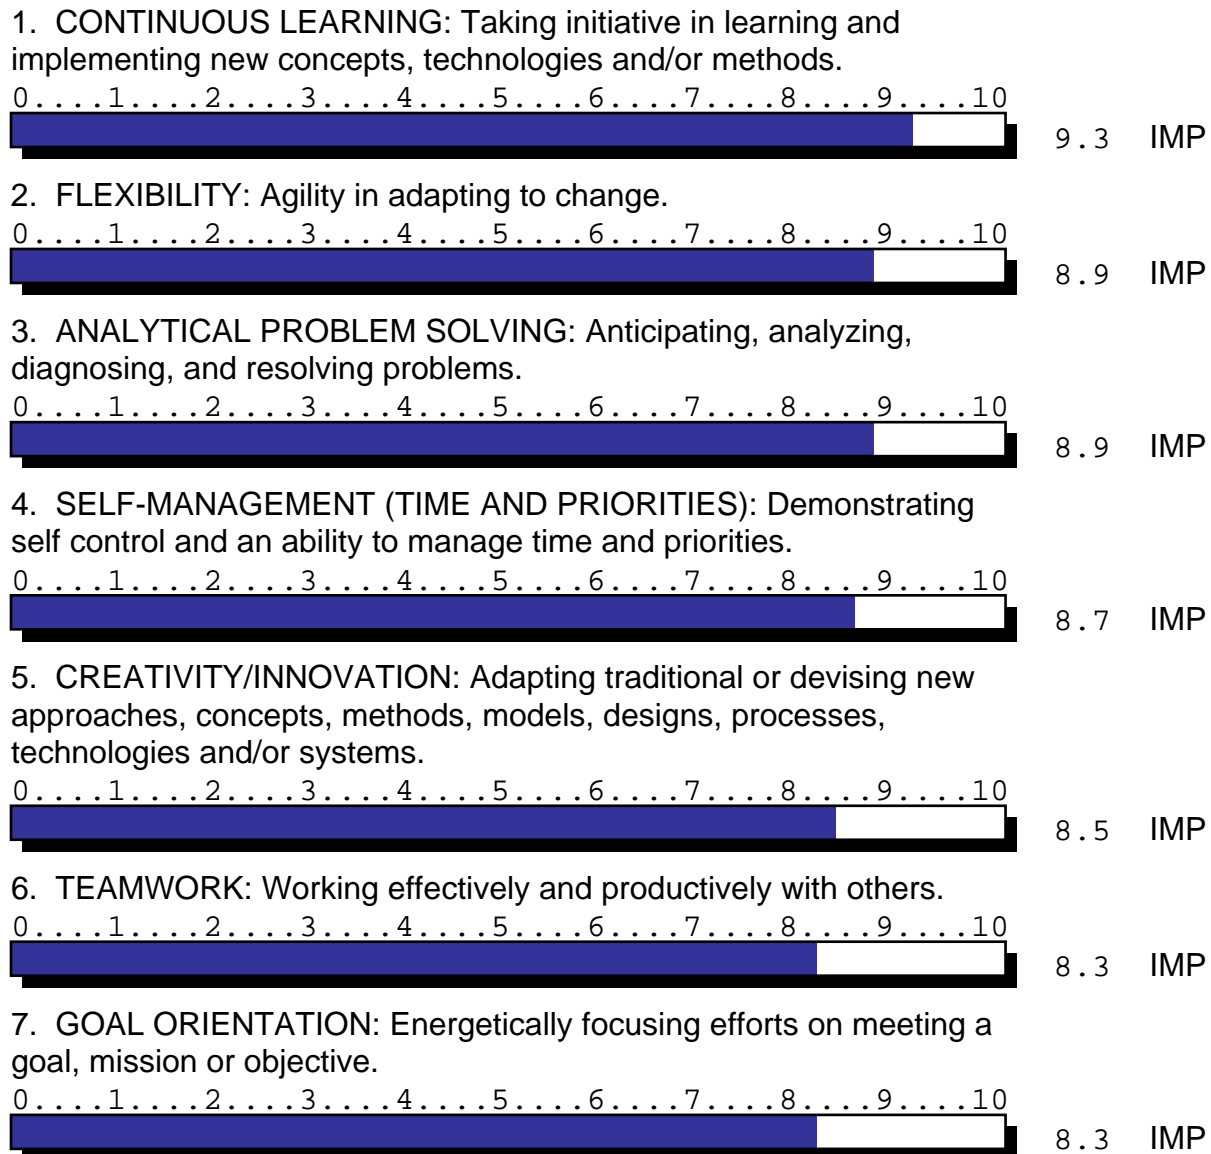 1. CONTINUOUS LEARNING: Taking initiative in learning and
implementing new concepts, technologies and/or methods.
0....1....2....3....4....5....6....7....8....9....10
9.3 IMP
2. FLEXIBILITY: Agility in adapting to change.
0....1....2....3....4....5....6....7....8....9....10
8.9 IMP
3. ANALYTICAL PROBLEM SOLVING: Anticipating, analyzing,
diagnosing, and resolving problems.
0....1....2....3....4....5....6....7....8....9....10
8.9 IMP
4. SELF-MANAGEMENT (TIME AND PRIORITIES): Demonstrating
self control and an ability to manage time and priorities.
0....1....2....3....4....5....6....7....8....9....10
8.7 IMP
5. CREATIVITY/INNOVATION: Adapting traditional or devising new
approaches, concepts, methods, models, designs, processes,
technologies and/or systems.
0....1....2....3....4....5....6....7....8....9....10
8.5 IMP
6. TEAMWORK: Working effectively and productively with others.
0....1....2....3....4....5....6....7....8....9....10
8.3 IMP
7. GOAL ORIENTATION: Energetically focusing efforts on meeting a
goal, mission or objective.
0....1....2....3....4....5....6....7....8....9....10
8.3 IMP